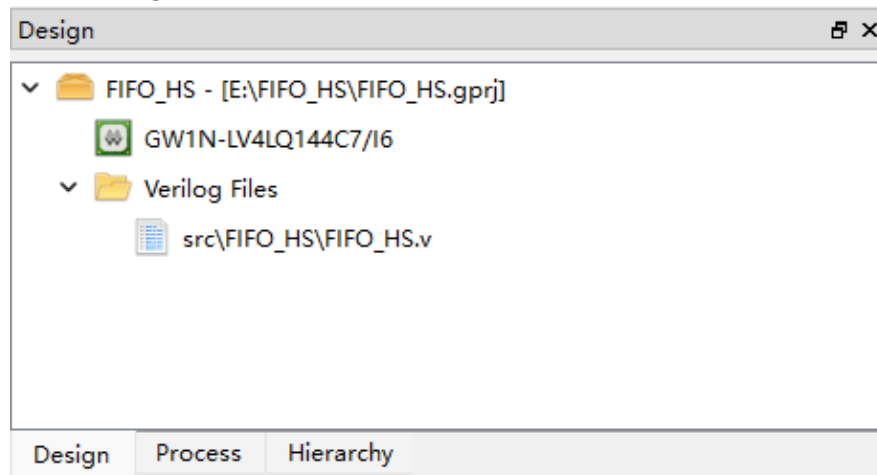 Design
FIFO_HS - [E:\FIFO_HS\FIFO_HS.gprj]
GW1N-LV4LQ144C7/I6
Verilog Files
src\FIFO_HS\FIFO_HS.v
Design Process Hierarchy